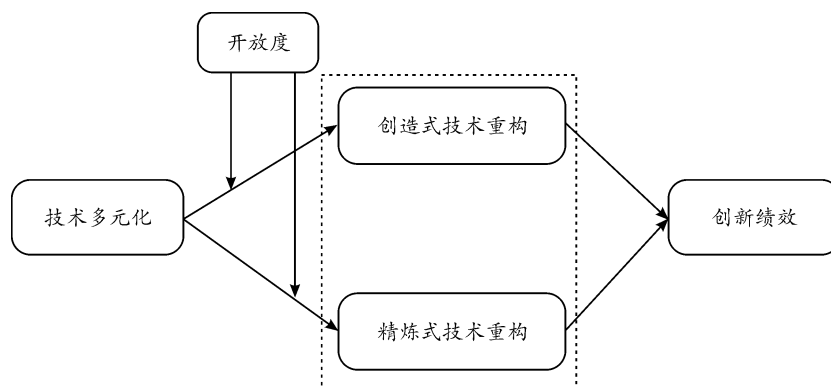 开放度
创造式技术重构
技术多元化
创新绩效
精炼式技术重构